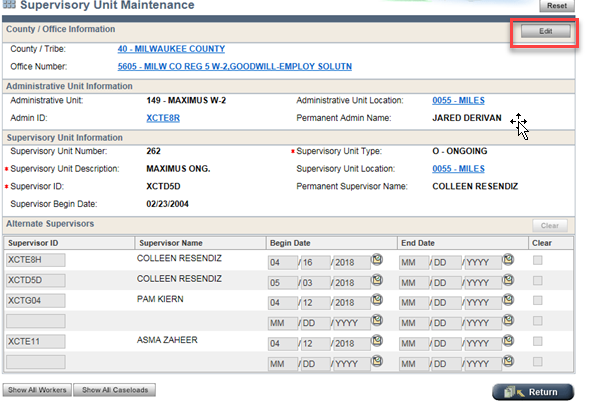 Supervisory Unit Maintenance Reset
County / Office Information Edit
County / Tribe: 40 - MILWAUKEE COUNTY
Office Number: 5605 - MILW CO REG 5 W-2,GOODWILL-EMPLOY SOLUTN
Administrative Unit Information
Administrative Unit: 149 - MAXIMUS W-2 Administrative Unit Location: 0055 - MILES
Admin ID: XCTE8R Permanent Admin Name: JARED DERIVAN
Supervisory Unit Information
Supervisory Unit Number: 262 Supervisory Unit Type: O - ONGOING
Supervisory Unit Description: MAXIMUS ONG. Supervisory Unit Location: 0055 - MILES
Supervisor ID: XCTD5D Permanent Supervisor Name: COLLEEN RESENDIZ
Supervisor Begin Date: 02/23/2004
Alternate Supervisors Clear
Supervisor ID Supervisor Name Begin Date End Date Clear
XCTE8H COLLEEN RESENDIZ 04 / 16 / 2018 MM / DD / YYYY
XCTD5D COLLEEN RESENDIZ 05 / 03 / 2018 MM / DD / YYYY
XCTG04 PAM KIERN 04 / 12 / 2018 MM / DD / YYYY
MM / DD / YYYY MM / DD / YYYY
XCTE11 ASMA ZAHEER 04 / 12 / 2018 MM / DD / YYYY
MM / DD / YYYY MM / DD / YYYY
Show All Workers Show All Caseloads Return